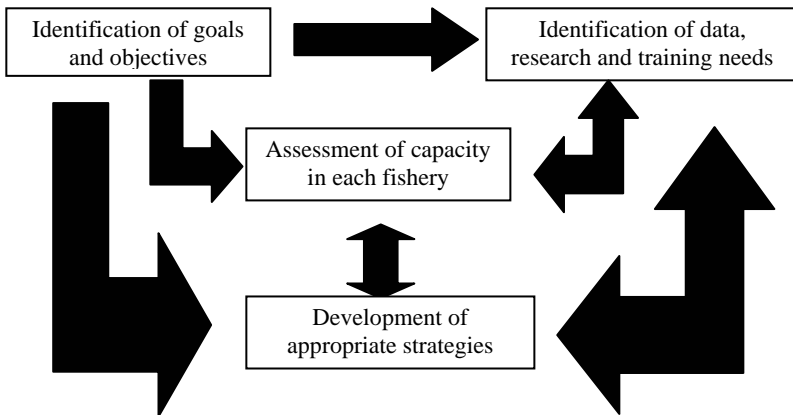 Identification of goals
and objectives
Identification of data,
research and training needs
Assessment of capacity
in each fishery
Development of
appropriate strategies